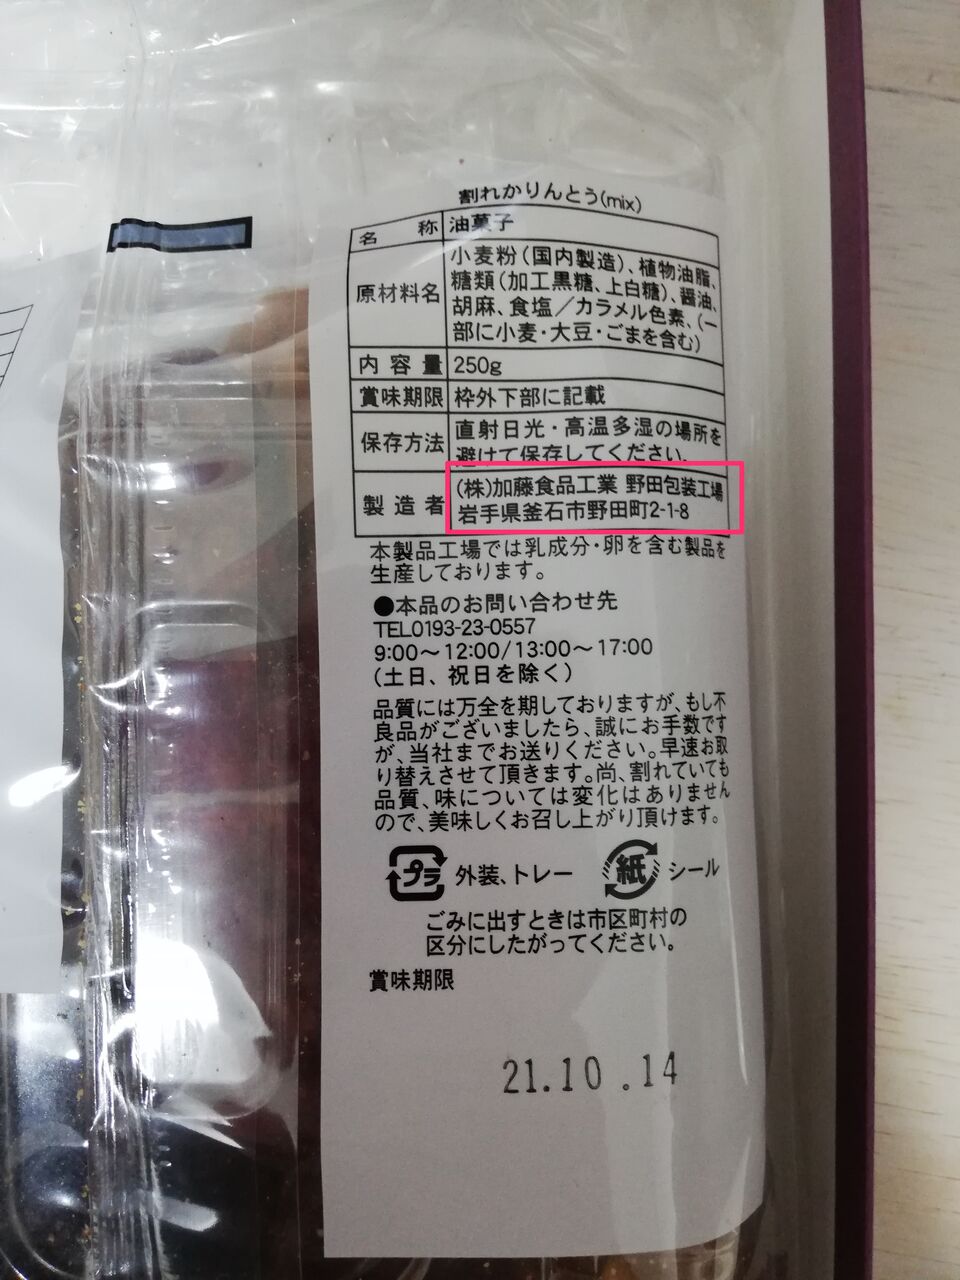 割れかりんとう(mix)
名称 油菓子
原材料名 小麦粉(国内製造)、植物油脂、
糖類(加工黒糖、上白糖)、醤油、
胡麻、食塩/カラメル色素、(一
部に小麦・大豆・ごまを含む)
内容量 250g
賞味期限 枠外下部に記載
保存方法 直射日光・高温多湿の場所を
避けて保存してください。
製造者 (株)加藤食品工業 野田包装工場
岩手県釜石市野田町2-1-8
本製品工場では乳成分・卵を含む製品を
生産しております。
●本品のお問い合わせ先
TEL0193-23-0557
9:00～12:00/13:00～17:00
(土日、祝日を除く)
品質には万全を期しておりますが、もし不
良品がございましたら、誠にお手数です
が、当社までお送りください。早速お取
り替えさせて頂きます。尚、割れていても
品質、味については変化はありません
ので、美味しくお召し上がり頂けます。
プラ 外装、トレー 紙 シール
ごみに出すときは市区町村の
区分にしたがってください。
賞味期限
21.10.14